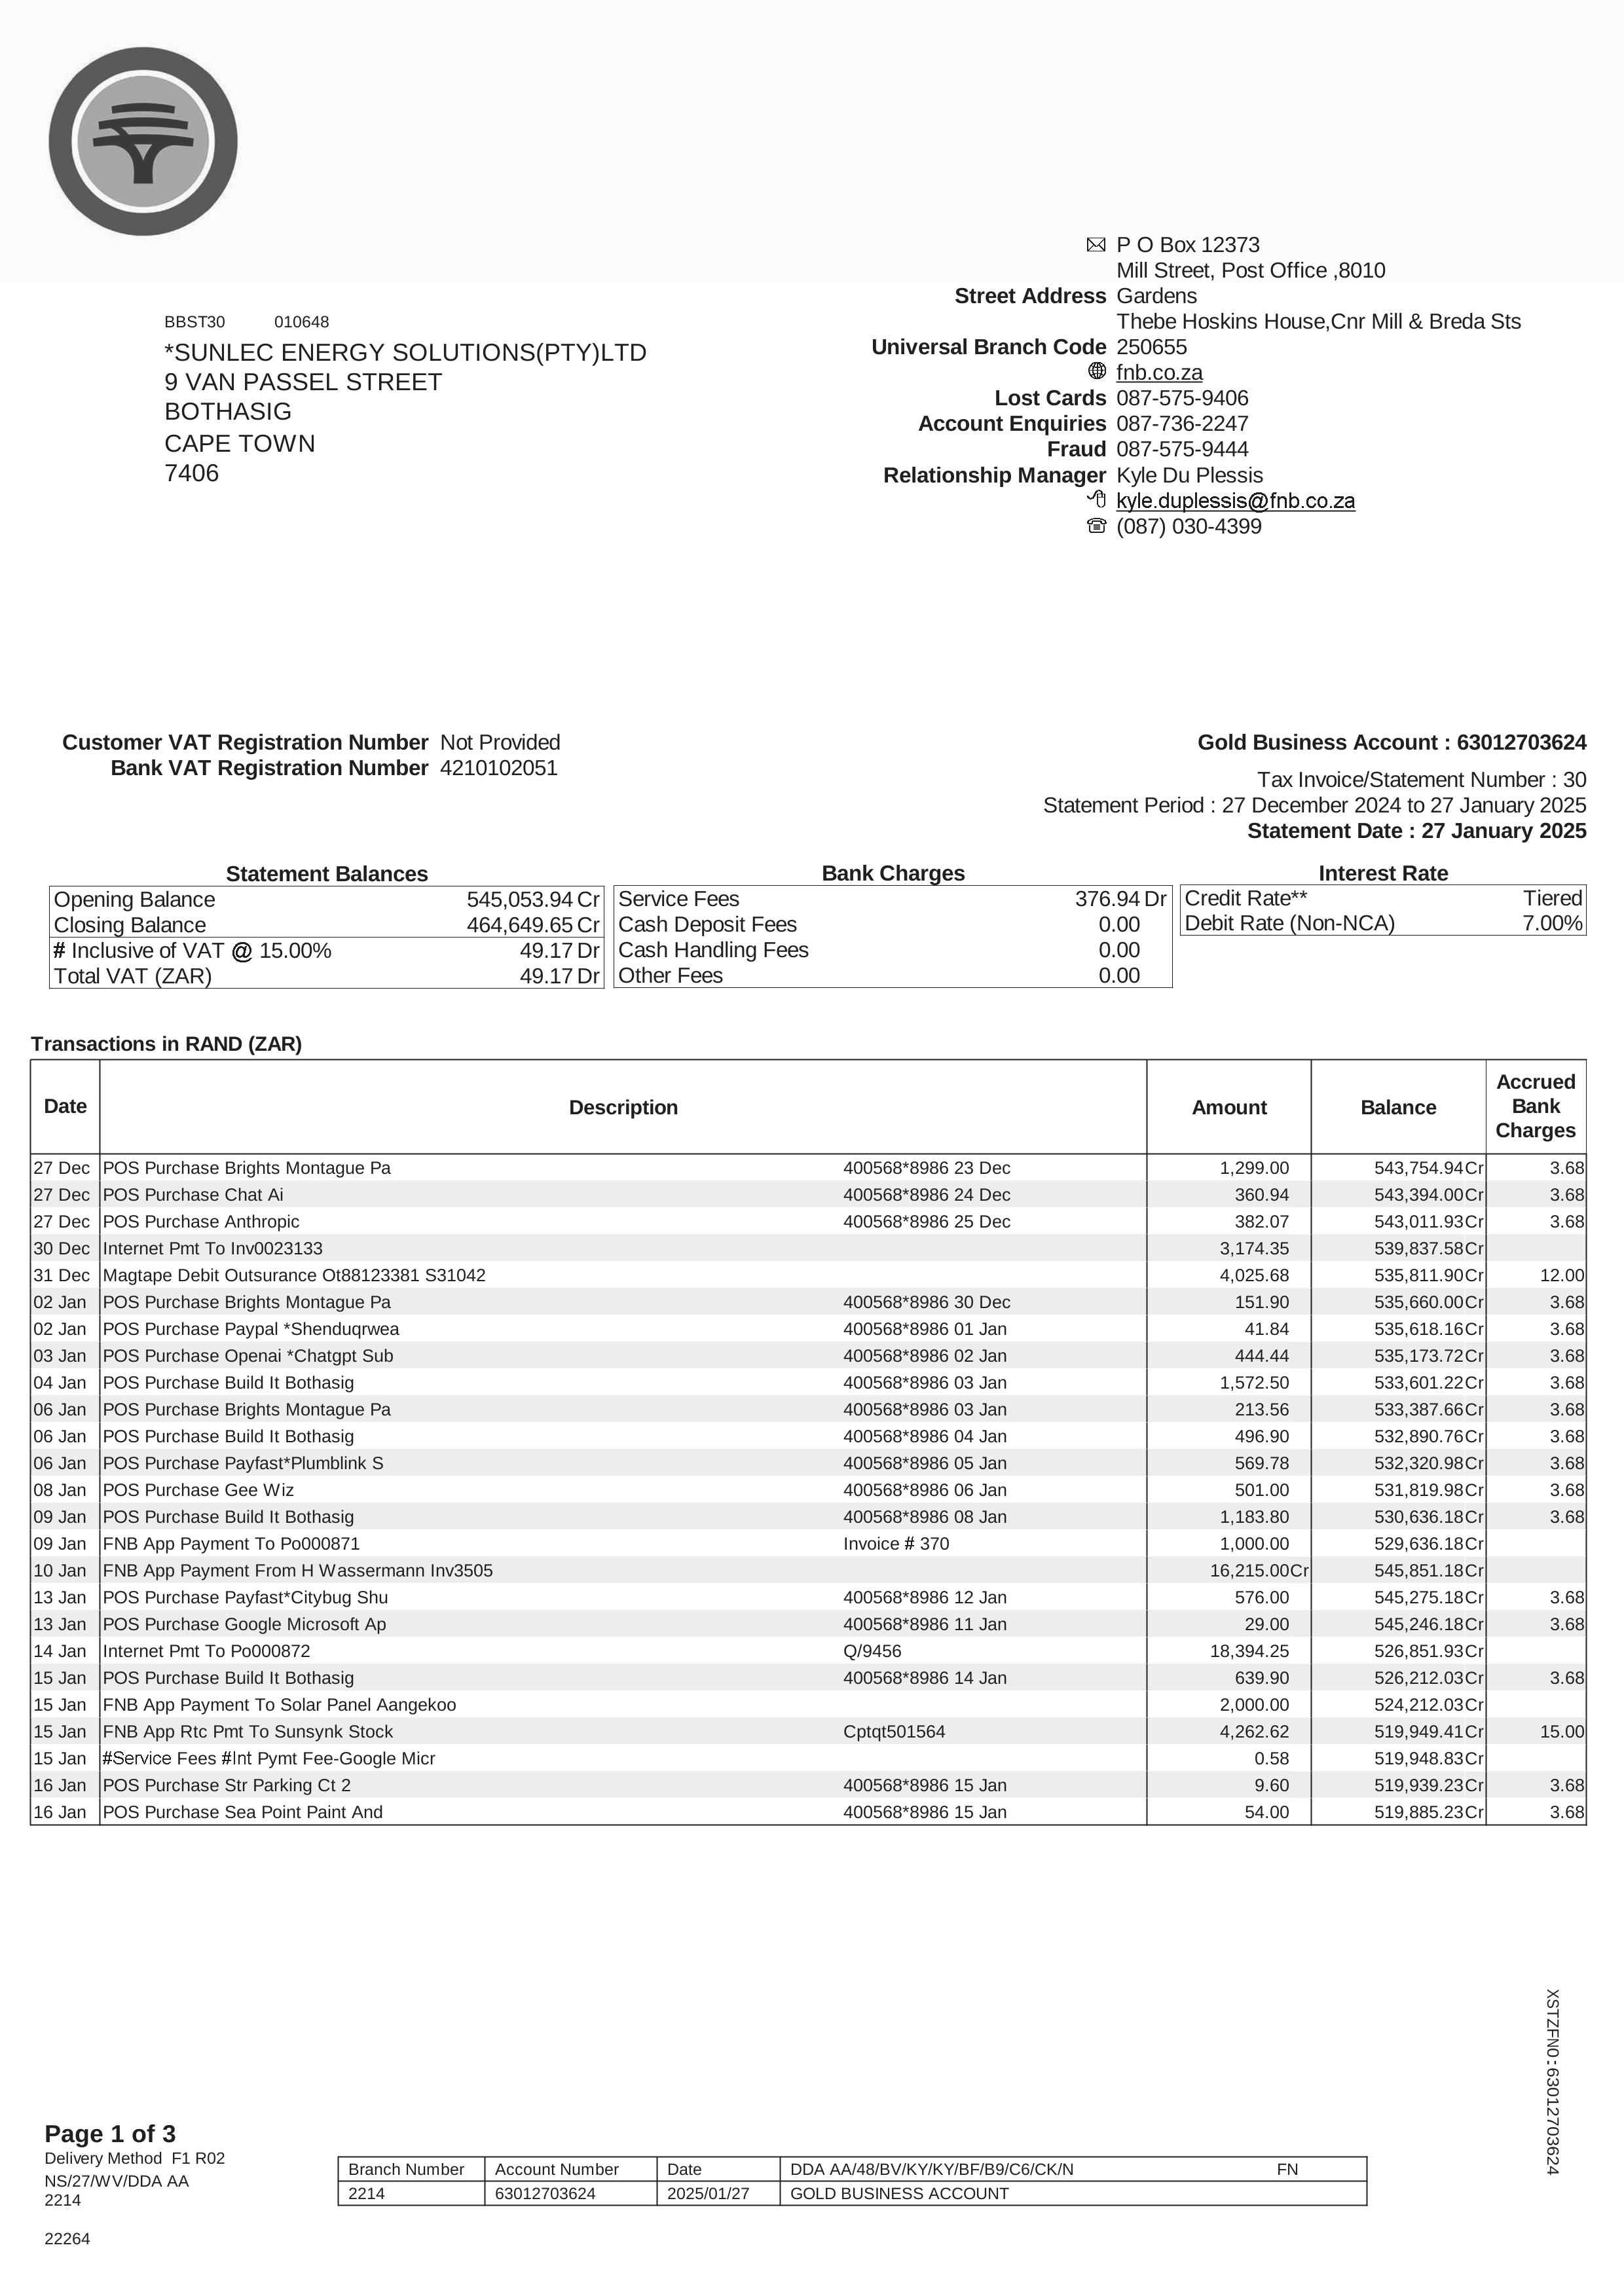 P O Box 12373
Mill Street, Post Office ,8010
Street Address Gardens
Thebe Hoskins House,Cnr Mill & Breda Sts
Universal Branch Code 250655
fnb.co.za
Lost Cards 087-575-9406
Account Enquiries 087-736-2247
Fraud 087-575-9444
Relationship Manager Kyle Du Plessis
kyle.duplessis@fnb.co.za
(087) 030-4399
BBST30 010648
*SUNLEC ENERGY SOLUTIONS(PTY)LTD
9 VAN PASSEL STREET
BOTHASIG
CAPE TOWN
7406
Customer VAT Registration Number Not Provided
Bank VAT Registration Number 4210102051
Gold Business Account : 63012703624
Tax Invoice/Statement Number : 30
Statement Period : 27 December 2024 to 27 January 2025
Statement Date : 27 January 2025
Statement Balances
Opening Balance 545,053.94 Cr
Closing Balance 464,649.65 Cr
# Inclusive of VAT @ 15.00% 49.17 Dr
Total VAT (ZAR) 49.17 Dr
Bank Charges
Service Fees 376.94 Dr
Cash Deposit Fees 0.00
Cash Handling Fees 0.00
Other Fees 0.00
Interest Rate
Credit Rate** Tiered
Debit Rate (Non-NCA) 7.00%
Transactions in RAND (ZAR)
Date Description Amount Balance Accrued Bank Charges
27 Dec POS Purchase Brights Montague Pa 400568*8986 23 Dec 1,299.00 543,754.94Cr 3.68
27 Dec POS Purchase Chat Ai 400568*8986 24 Dec 360.94 543,394.00Cr 3.68
27 Dec POS Purchase Anthropic 400568*8986 25 Dec 382.07 543,011.93Cr 3.68
30 Dec Internet Pmt To Inv0023133 3,174.35 539,837.58Cr
31 Dec Magtape Debit Outsurance Ot88123381 S31042 4,025.68 535,811.90Cr 12.00
02 Jan POS Purchase Brights Montague Pa 400568*8986 30 Dec 151.90 535,660.00Cr 3.68
02 Jan POS Purchase Paypal *Shenduqrwea 400568*8986 01 Jan 41.84 535,618.16Cr 3.68
03 Jan POS Purchase Openai *Chatgpt Sub 400568*8986 02 Jan 444.44 535,173.72Cr 3.68
04 Jan POS Purchase Build It Bothasig 400568*8986 03 Jan 1,572.50 533,601.22Cr 3.68
06 Jan POS Purchase Brights Montague Pa 400568*8986 03 Jan 213.56 533,387.66Cr 3.68
06 Jan POS Purchase Build It Bothasig 400568*8986 04 Jan 496.90 532,890.76Cr 3.68
06 Jan POS Purchase Payfast*Plumblink S 400568*8986 05 Jan 569.78 532,320.98Cr 3.68
08 Jan POS Purchase Gee Wiz 400568*8986 06 Jan 501.00 531,819.98Cr 3.68
09 Jan POS Purchase Build It Bothasig 400568*8986 08 Jan 1,183.80 530,636.18Cr 3.68
09 Jan FNB App Payment To Po000871 Invoice # 370 1,000.00 529,636.18Cr
10 Jan FNB App Payment From H Wassermann Inv3505 16,215.00Cr 545,851.18Cr
13 Jan POS Purchase Payfast*Citybug Shu 400568*8986 12 Jan 576.00 545,275.18Cr 3.68
13 Jan POS Purchase Google Microsoft Ap 400568*8986 11 Jan 29.00 545,246.18Cr 3.68
14 Jan Internet Pmt To Po000872 Q/9456 18,394.25 526,851.93Cr
15 Jan POS Purchase Build It Bothasig 400568*8986 14 Jan 639.90 526,212.03Cr 3.68
15 Jan FNB App Payment To Solar Panel Aangekoo 2,000.00 524,212.03Cr
15 Jan FNB App Rtc Pmt To Sunsynk Stock Cptqt501564 4,262.62 519,949.41Cr 15.00
15 Jan #Service Fees #Int Pymt Fee-Google Micr 0.58 519,948.83Cr
16 Jan POS Purchase Str Parking Ct 2 400568*8986 15 Jan 9.60 519,939.23Cr 3.68
16 Jan POS Purchase Sea Point Paint And 400568*8986 15 Jan 54.00 519,885.23Cr 3.68
XSTZFN0:63012703624
Page 1 of 3
Delivery Method F1 R02
NS/27/WV/DDA AA
2214
22264
Branch Number Account Number Date DDA AA/48/BV/KY/KY/BF/B9/C6/CK/N FN
2214 63012703624 2025/01/27 GOLD BUSINESS ACCOUNT